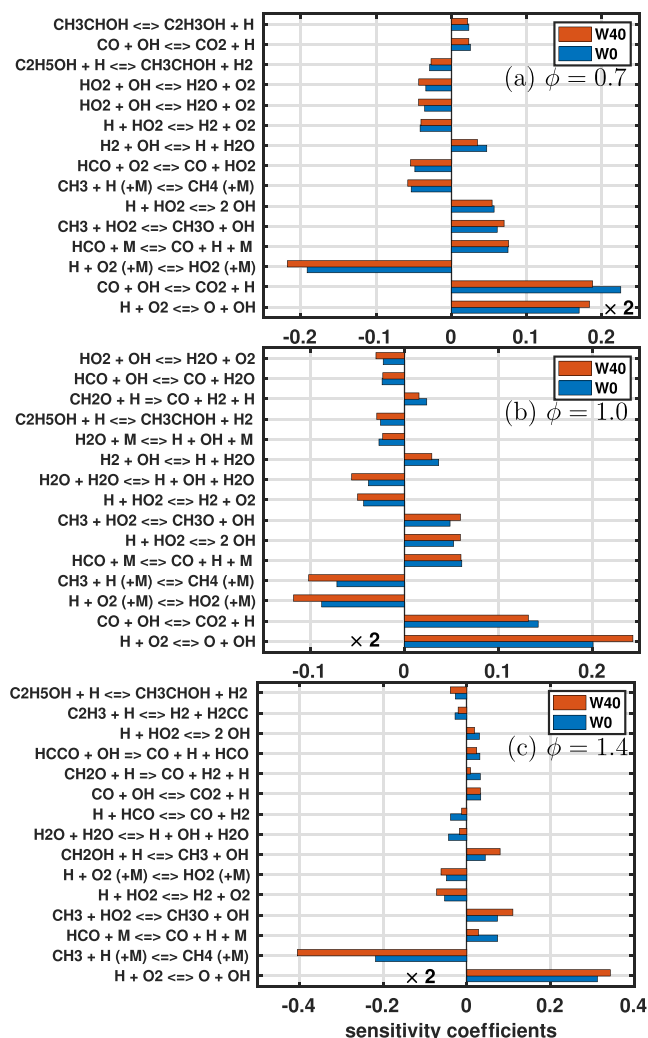 CH3CHOH <=> C2H3OH + H
CO + OH <=> CO2 + H
C2H5OH + H <=> CH3CHOH + H2
HO2 + OH <=> H2O + O2
HO2 + OH <=> H2O + O2
H + HO2 <=> H2 + O2
H2 + OH <=> H + H2O
HCO + O2 <=> CO + HO2
CH3 + H (+M) <=> CH4 (+M)
H + HO2 <=> 2 OH
CH3 + HO2 <=> CH3O + OH
HCO + M <=> CO + H + M
H + O2 (+M) <=> HO2 (+M)
CO + OH <=> CO2 + H
H + O2 <=> O + OH
W40
W0
(a) ϕ = 0.7
× 2
-0.2 -0.1 0 0.1 0.2
HO2 + OH <=> H2O + O2
HCO + OH <=> CO + H2O
CH2O + H => CO + H2 + H
C2H5OH + H <=> CH3CHOH + H2
H2O + M <=> H + OH + M
H2 + OH <=> H + H2O
H2O + H2O <=> H + OH + H2O
H + HO2 <=> H2 + O2
CH3 + HO2 <=> CH3O + OH
H + HO2 <=> 2 OH
HCO + M <=> CO + H + M
CH3 + H (+M) <=> CH4 (+M)
H + O2 (+M) <=> HO2 (+M)
CO + OH <=> CO2 + H
H + O2 <=> O + OH
W40
W0
(b) ϕ = 1.0
× 2
-0.1 0 0.1 0.2
C2H5OH + H <=> CH3CHOH + H2
C2H3 + H <=> H2 + H2CC
H + HO2 <=> 2 OH
HCCO + OH => CO + H + HCO
CH2O + H => CO + H2 + H
CO + OH <=> CO2 + H
H + HCO <=> CO + H2
H2O + H2O <=> H + OH + H2O
CH2OH + H <=> CH3 + OH
H + O2 (+M) <=> HO2 (+M)
H + HO2 <=> H2 + O2
CH3 + HO2 <=> CH3O + OH
HCO + M <=> CO + H + M
CH3 + H (+M) <=> CH4 (+M)
H + O2 <=> O + OH
W40
W0
(c) ϕ = 1.4
× 2
-0.4 -0.2 0 0.2 0.4
sensitivity coefficients